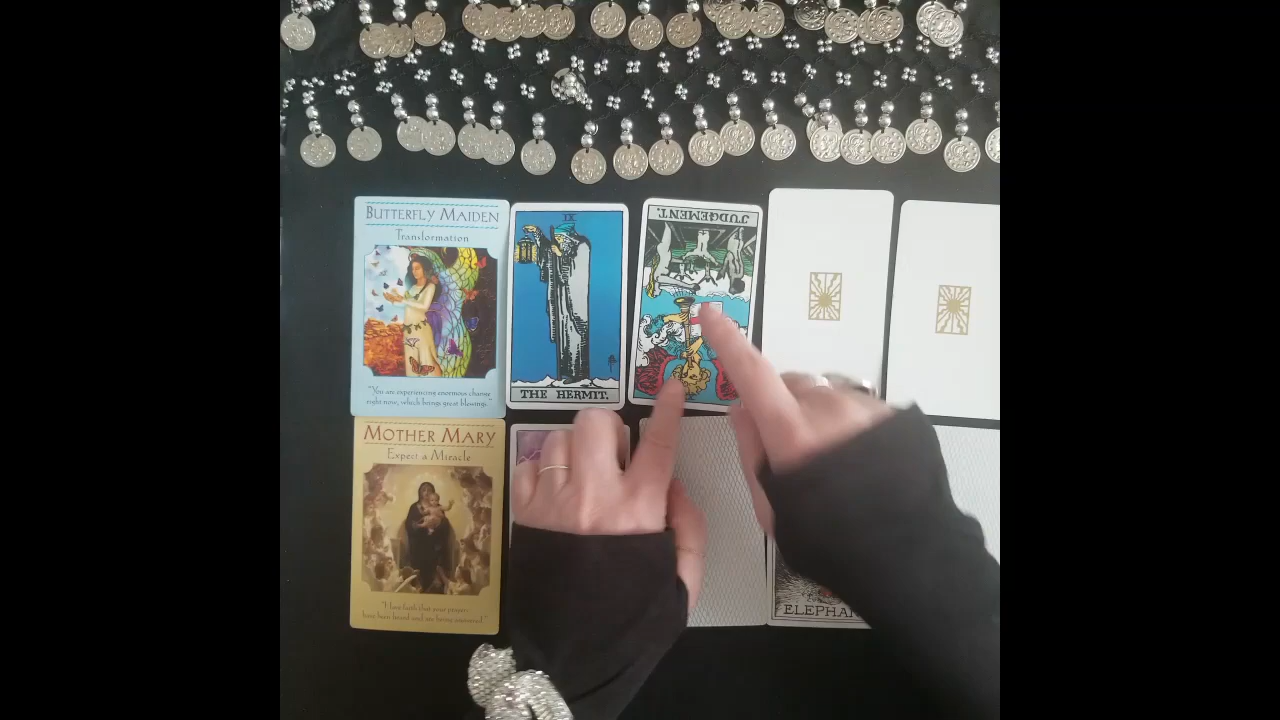 BUTTERFLY MAIDEN
Transformation
"You are experiencing enormous change
right now, which brings great blessings."
IX
THE HERMIT.
JUDGEMENT.
MOTHER MARY
Expect a Miracle
"Have faith that your prayers
have been heard and are being answered."
ELEPHAN